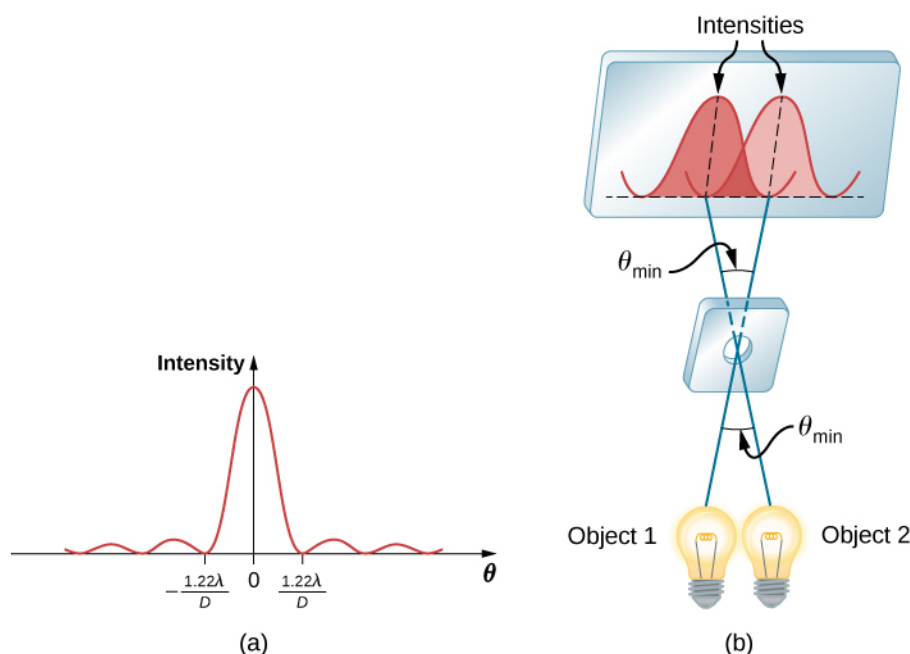 Intensities
θmin
Intensity
θmin
Object 1
Object 2
−1.22λ/D
0
1.22λ/D
θ
(a)
(b)